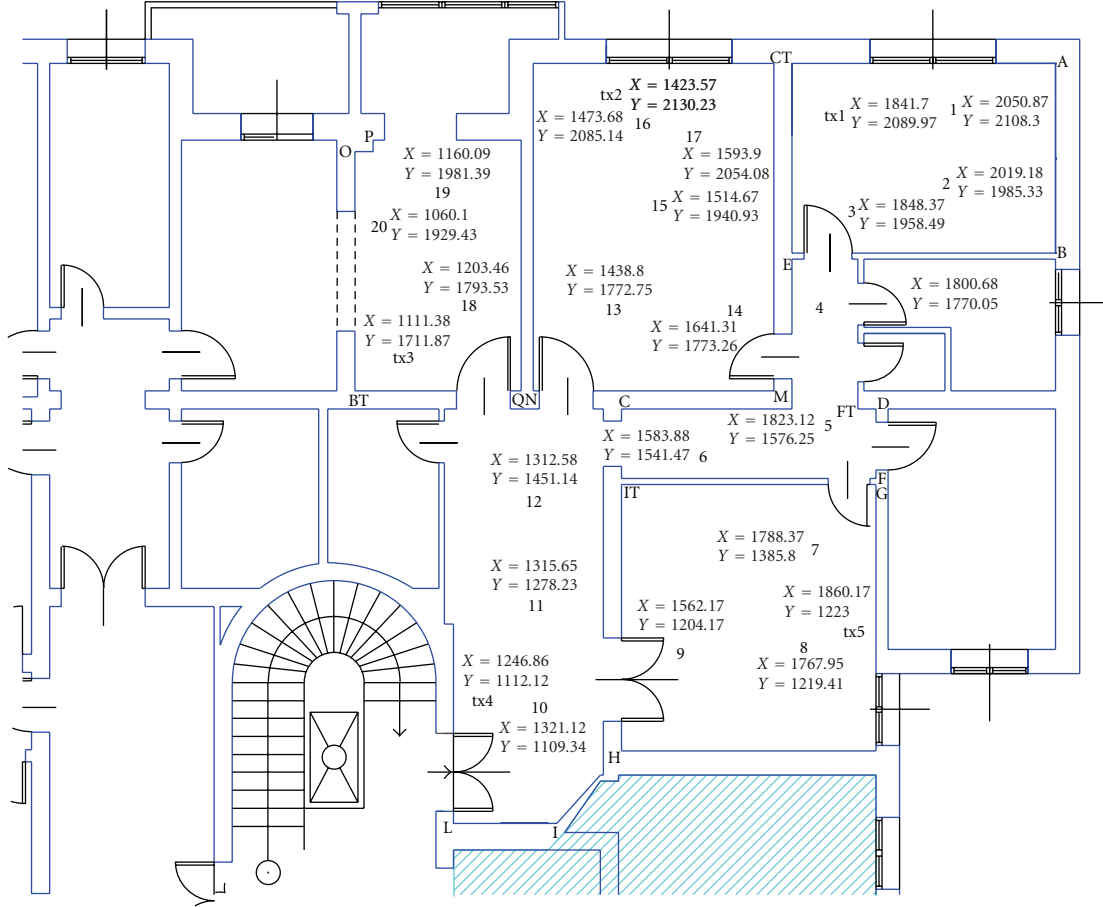 CT
A
tx2
X = 1423.57
Y = 2130.23
X = 1473.68
Y = 2085.14
16
17
X = 1593.9
Y = 2054.08
15
X = 1514.67
Y = 1940.93
tx1
X = 1841.7
Y = 2089.97
1
X = 2050.87
Y = 2108.3
2
X = 2019.18
Y = 1985.33
3
X = 1848.37
Y = 1958.49
P
O
X = 1160.09
Y = 1981.39
19
20
X = 1060.1
Y = 1929.43
X = 1203.46
Y = 1793.53
18
X = 1111.38
Y = 1711.87
tx3
X = 1438.8
Y = 1772.75
13
14
X = 1641.31
Y = 1773.26
E
B
4
X = 1800.68
Y = 1770.05
BT
QN
C
M
FT
D
X = 1823.12
Y = 1576.25
5
X = 1583.88
Y = 1541.47
6
F
G
IT
X = 1312.58
Y = 1451.14
12
X = 1788.37
Y = 1385.8
7
X = 1315.65
Y = 1278.23
11
X = 1860.17
Y = 1223
tx5
X = 1562.17
Y = 1204.17
9
8
X = 1767.95
Y = 1219.41
X = 1246.86
Y = 1112.12
tx4
10
X = 1321.12
Y = 1109.34
H
L
I